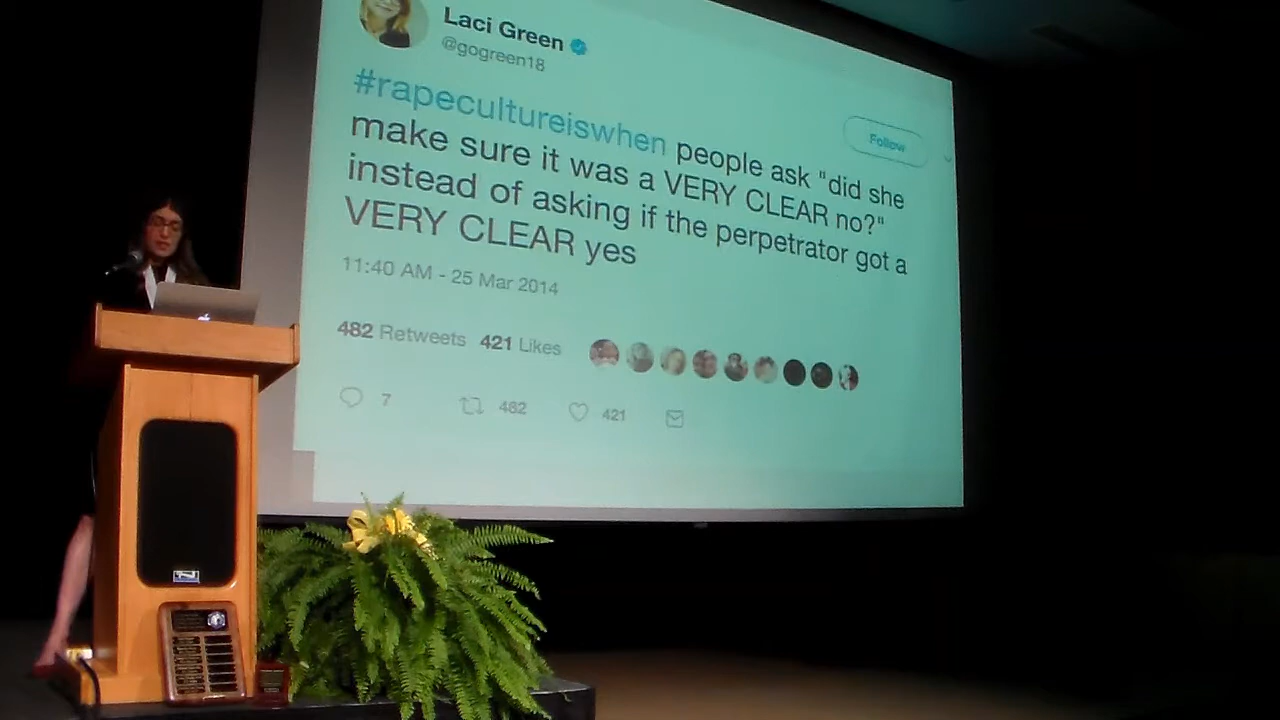 Laci Green
@gogreen18
Follow
#rapecultureiswhen people ask "did she
make sure it was a VERY CLEAR no?"
instead of asking if the perpetrator got a
VERY CLEAR yes
11:40 AM - 25 Mar 2014
482 Retweets 421 Likes
7 482 421